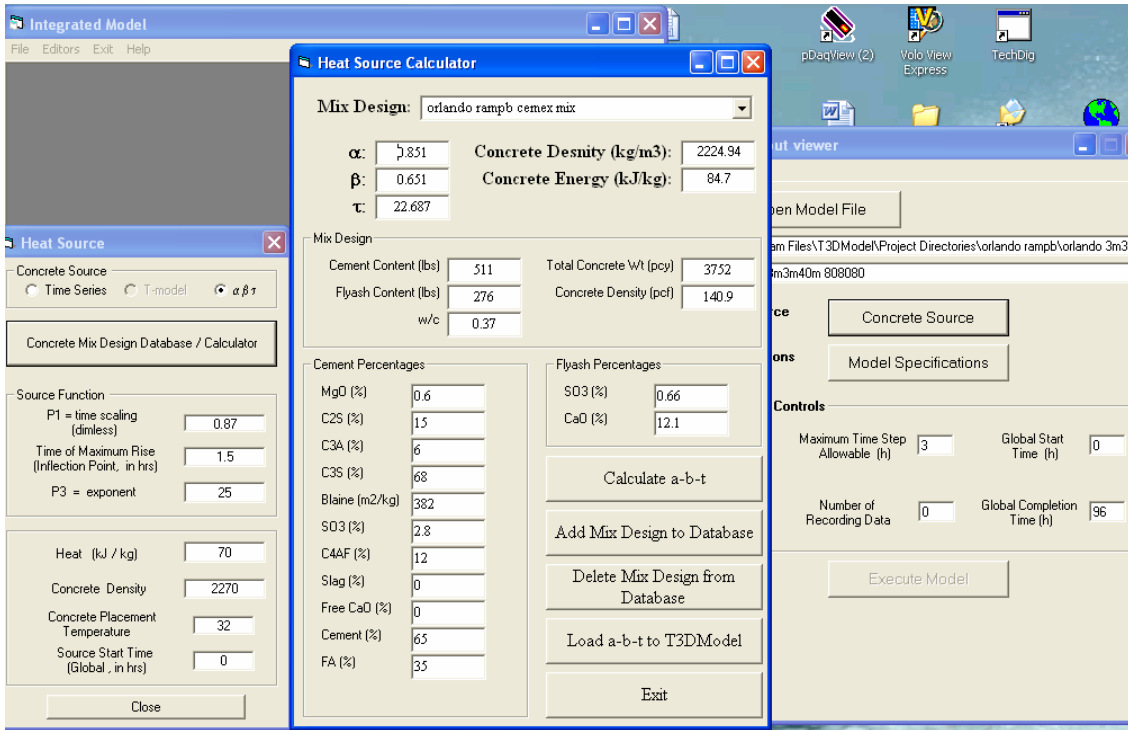 Integrated Model
File Editors Exit Help
pDaqView (2)
Volo View
Express
TechDig
Heat Source Calculator
Mix Design: orlando rampb cemex mix
α: 0.851
β: 0.651
τ: 22.687
Concrete Desnity (kg/m3): 2224.94
Concrete Energy (kJ/kg): 84.7
Mix Design
Cement Content (lbs) 511
Flyash Content (lbs) 276
w/c 0.37
Total Concrete Wt (pcy) 3752
Concrete Density (pcf) 140.9
Cement Percentages
MgO (%) 0.6
C2S (%) 15
C3A (%) 6
C3S (%) 68
Blaine (m2/kg) 382
SO3 (%) 2.8
C4AF (%) 12
Slag (%) 0
Free CaO (%) 0
Cement (%) 65
FA (%) 35
Flyash Percentages
SO3 (%) 0.66
CaO (%) 12.1
Calculate a-b-t
Add Mix Design to Database
Delete Mix Design from
Database
Load a-b-t to T3DModel
Exit
Heat Source
Concrete Source
Time Series T-model α β τ
Concrete Mix Design Database / Calculator
Source Function
P1 = time scaling
(dimless)
0.87
Time of Maximum Rise
(Inflection Point, in hrs)
1.5
P3 = exponent 25
Heat (kJ / kg) 70
Concrete Density 2270
Concrete Placement
Temperature
32
Source Start Time
(Global , in hrs)
0
Close
ut viewer
en Model File
am Files\T3DModel\Project Directories\orlando rampb\orlando 3m3
m3m40m 808080
rce Concrete Source
ons Model Specifications
Controls
Maximum Time Step
Allowable (h)
3
Global Start
Time (h)
0
Number of
Recording Data
0
Global Completion
Time (h)
96
Execute Model